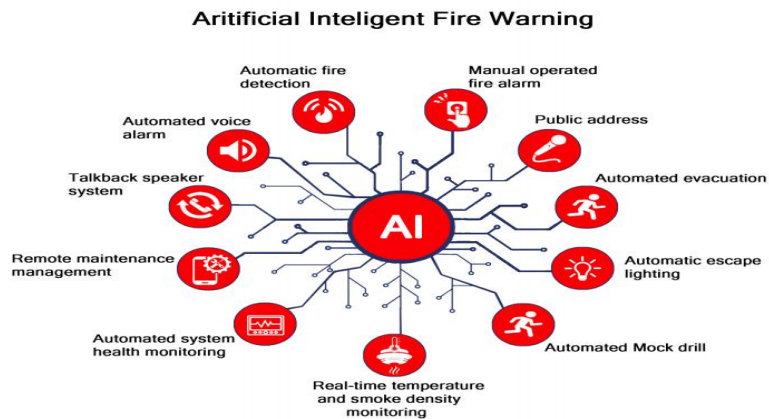 Aritificial Inteligent Fire Warning
Automatic fire
detection
Manual operated
fire alarm
Automated voice
alarm
Public address
Talkback speaker
system
Automated evacuation
AI
Remote maintenance
management
Automatic escape
lighting
Automated system
health monitoring
Automated Mock drill
Real-time temperature
and smoke density
monitoring